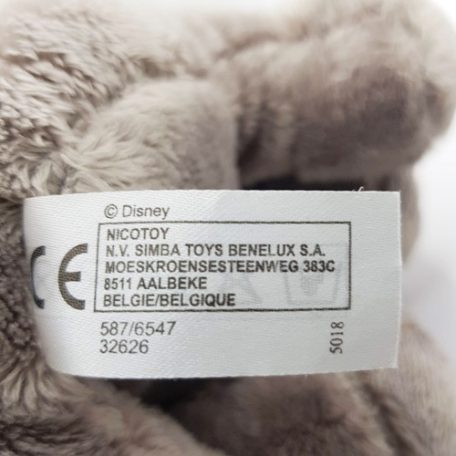 © Disney
NICOTOY
N.V. SIMBA TOYS BENELUX S.A.
MOESKROENSESTEENWEG 383C
8511 AALBEKE
BELGIE/BELGIQUE
CE
587/6547
32626
5018